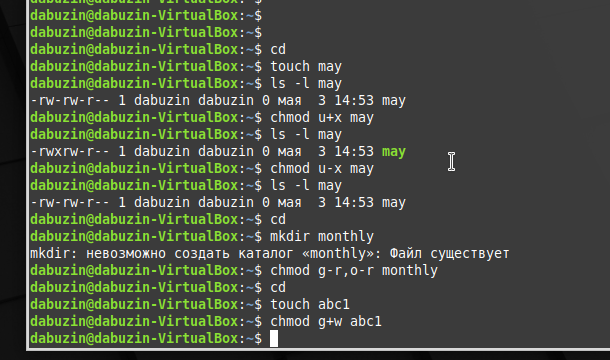 dabuzin@dabuzin-VirtualBox:~$
dabuzin@dabuzin-VirtualBox:~$
dabuzin@dabuzin-VirtualBox:~$
dabuzin@dabuzin-VirtualBox:~$ cd
dabuzin@dabuzin-VirtualBox:~$ touch may
dabuzin@dabuzin-VirtualBox:~$ ls -l may
-rw-rw-r-- 1 dabuzin dabuzin 0 мая  3 14:53 may
dabuzin@dabuzin-VirtualBox:~$ chmod u+x may
dabuzin@dabuzin-VirtualBox:~$ ls -l may
-rwxrw-r-- 1 dabuzin dabuzin 0 мая  3 14:53 may
dabuzin@dabuzin-VirtualBox:~$ chmod u-x may
dabuzin@dabuzin-VirtualBox:~$ ls -l may
-rw-rw-r-- 1 dabuzin dabuzin 0 мая  3 14:53 may
dabuzin@dabuzin-VirtualBox:~$ cd
dabuzin@dabuzin-VirtualBox:~$ mkdir monthly
mkdir: невозможно создать каталог «monthly»: Файл существует
dabuzin@dabuzin-VirtualBox:~$ chmod g-r,o-r monthly
dabuzin@dabuzin-VirtualBox:~$ cd
dabuzin@dabuzin-VirtualBox:~$ touch abc1
dabuzin@dabuzin-VirtualBox:~$ chmod g+w abc1
dabuzin@dabuzin-VirtualBox:~$